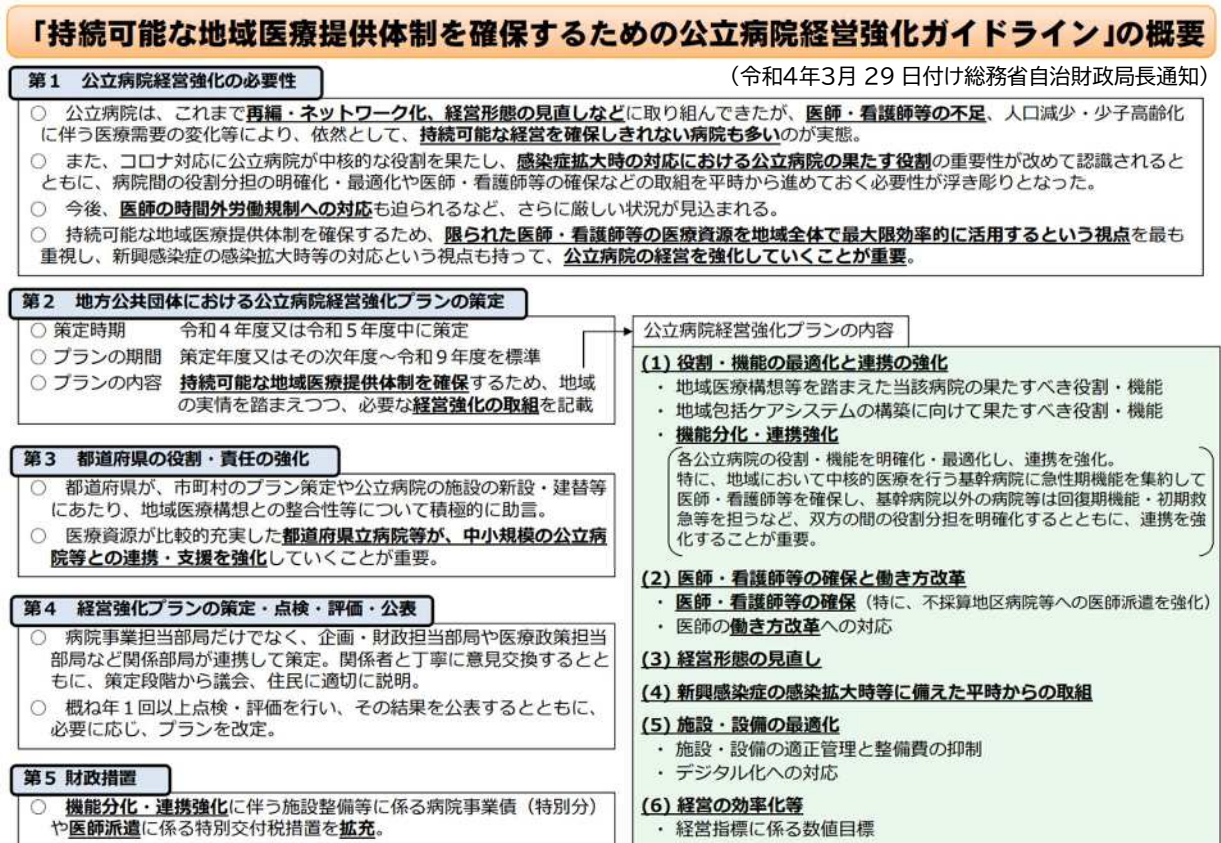 「持続可能な地域医療提供体制を確保するための公立病院経営強化ガイドライン」の概要
（令和4年3月 29 日付け総務省自治財政局長通知）
第１　公立病院経営強化の必要性
○　公立病院は、これまで再編・ネットワーク化、経営形態の見直しなどに取り組んできたが、医師・看護師等の不足、人口減少・少子高齢化
に伴う医療需要の変化等により、依然として、持続可能な経営を確保しきれない病院も多いのが実態。
○　また、コロナ対応に公立病院が中核的な役割を果たし、感染症拡大時の対応における公立病院の果たす役割の重要性が改めて認識されると
ともに、病院間の役割分担の明確化・最適化や医師・看護師等の確保などの取組を平時から進めておく必要性が浮き彫りとなった。
○　今後、医師の時間外労働規制への対応も迫られるなど、さらに厳しい状況が見込まれる。
○　持続可能な地域医療提供体制を確保するため、限られた医師・看護師等の医療資源を地域全体で最大限効率的に活用するという視点を最も
重視し、新興感染症の感染拡大時等の対応という視点も持って、公立病院の経営を強化していくことが重要。
第２　地方公共団体における公立病院経営強化プランの策定
○ 策定時期　令和４年度又は令和５年度中に策定
○ プランの期間　策定年度又はその次年度～令和９年度を標準
○ プランの内容　持続可能な地域医療提供体制を確保するため、地域
の実情を踏まえつつ、必要な経営強化の取組を記載
第３　都道府県の役割・責任の強化
○　都道府県が、市町村のプラン策定や公立病院の施設の新設・建替等
にあたり、地域医療構想との整合性等について積極的に助言。
○　医療資源が比較的充実した都道府県立病院等が、中小規模の公立病
院等との連携・支援を強化していくことが重要。
第４　経営強化プランの策定・点検・評価・公表
○　病院事業担当部局だけでなく、企画・財政担当部局や医療政策担当
部局など関係部局が連携して策定。関係者と丁寧に意見交換するとと
もに、策定段階から議会、住民に適切に説明。
○　概ね年１回以上点検・評価を行い、その結果を公表するとともに、
必要に応じ、プランを改定。
第５ 財政措置
○　機能分化・連携強化に伴う施設整備等に係る病院事業債（特別分）
や医師派遣に係る特別交付税措置を拡充。
公立病院経営強化プランの内容
(1) 役割・機能の最適化と連携の強化
・ 地域医療構想等を踏まえた当該病院の果たすべき役割・機能
・ 地域包括ケアシステムの構築に向けて果たすべき役割・機能
・ 機能分化・連携強化
各公立病院の役割・機能を明確化・最適化し、連携を強化。
特に、地域において中核的医療を行う基幹病院に急性期機能を集約して
医師・看護師等を確保し、基幹病院以外の病院等は回復期機能・初期救
急等を担うなど、双方の間の役割分担を明確化するとともに、連携を強
化することが重要。
(2) 医師・看護師等の確保と働き方改革
・ 医師・看護師等の確保（特に、不採算地区病院等への医師派遣を強化）
・ 医師の働き方改革への対応
(3) 経営形態の見直し
(4) 新興感染症の感染拡大時等に備えた平時からの取組
(5) 施設・設備の最適化
・ 施設・設備の適正管理と整備費の抑制
・ デジタル化への対応
(6) 経営の効率化等
・ 経営指標に係る数値目標